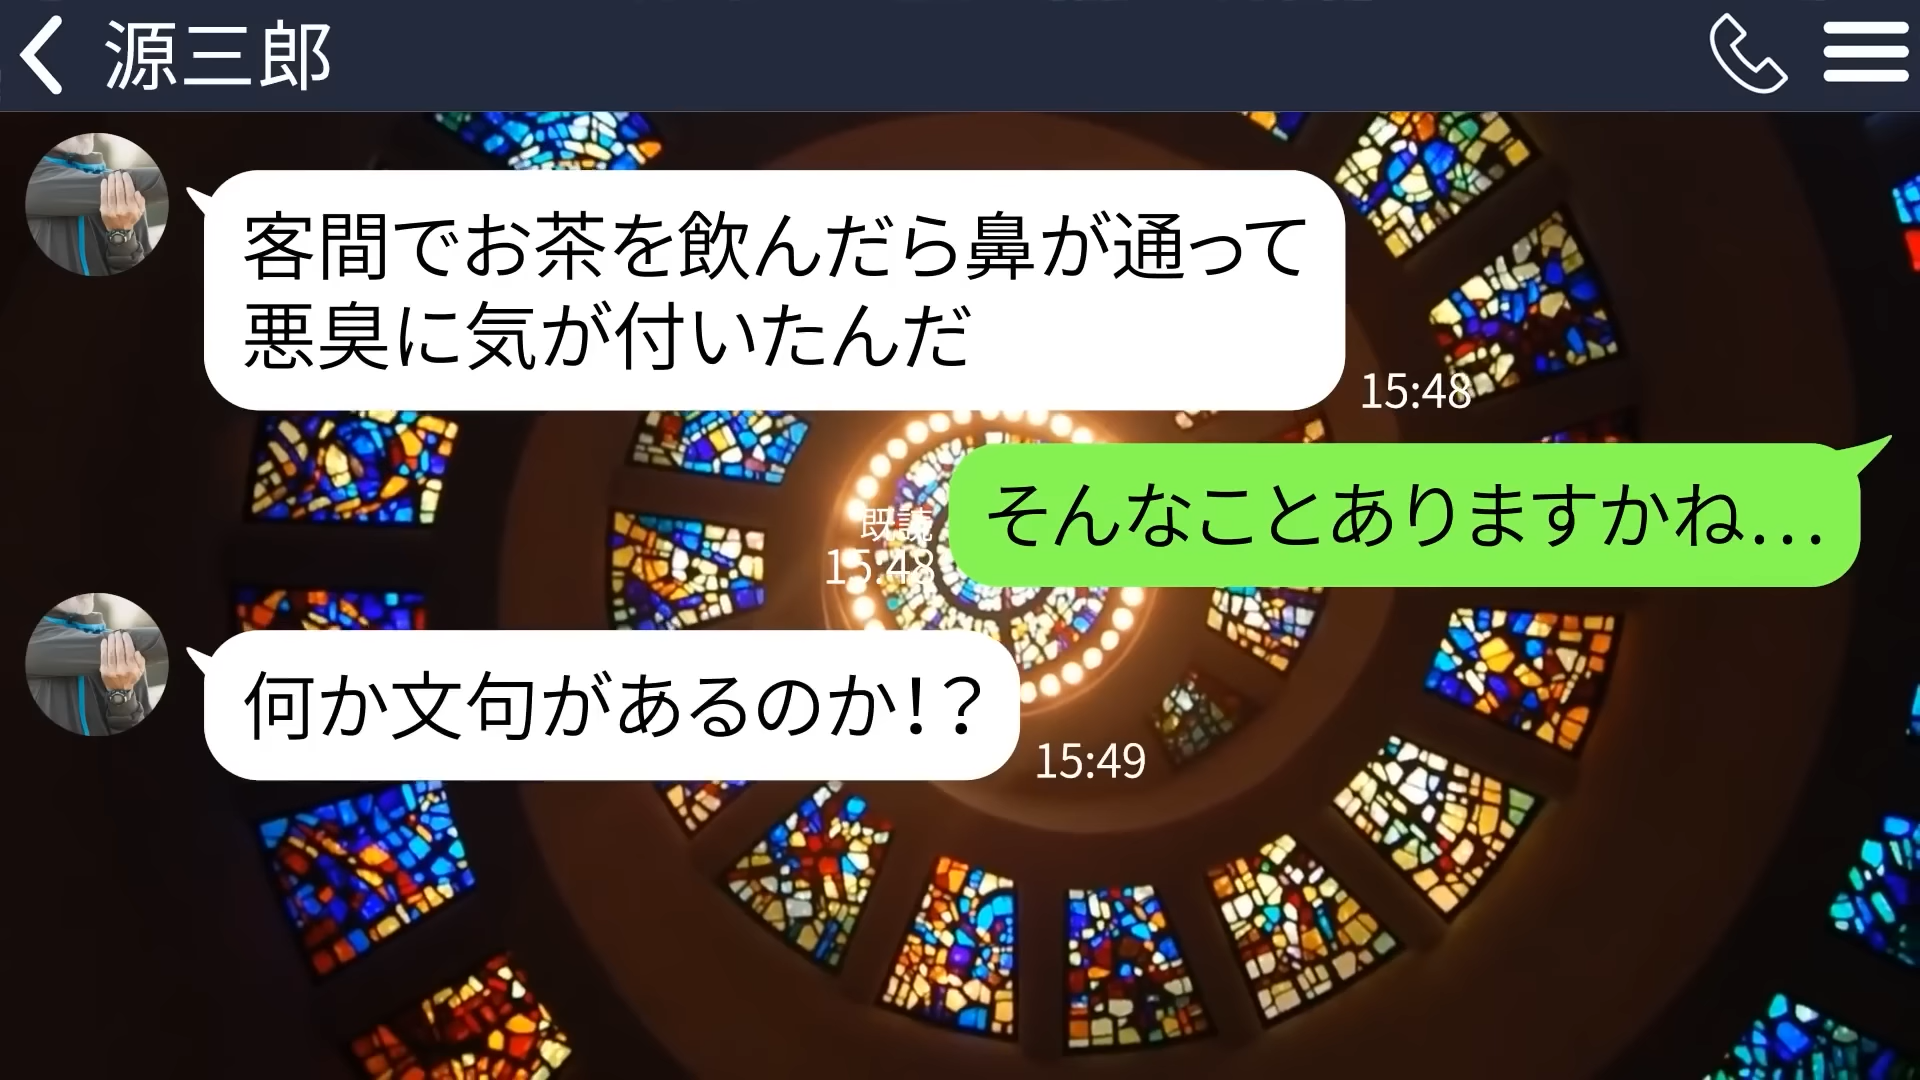 源三郎
客間でお茶を飲んだら鼻が通って
悪臭に気が付いたんだ
15:48
そんなことありますかね…
既読
15:48
何か文句があるのか!?
15:49